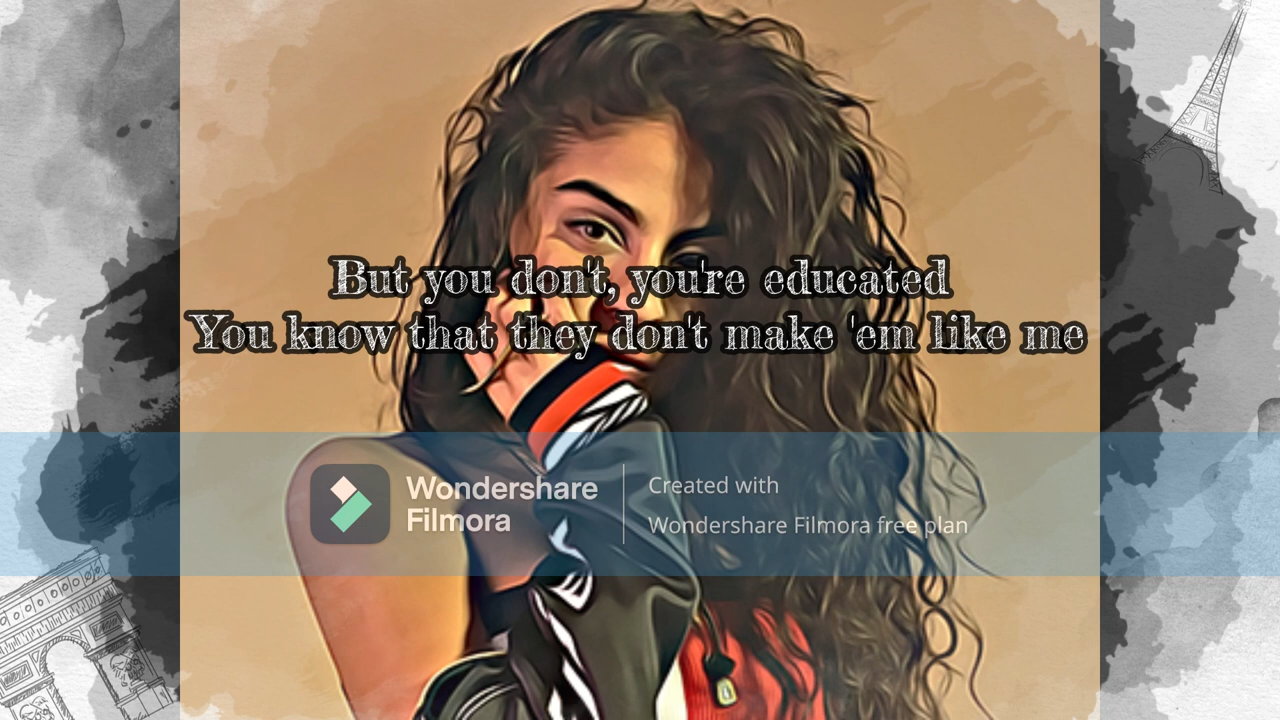 But you don't, you're educated
You know that they don't make 'em like me
Wondershare
Filmora
Created with
Wondershare Filmora free plan